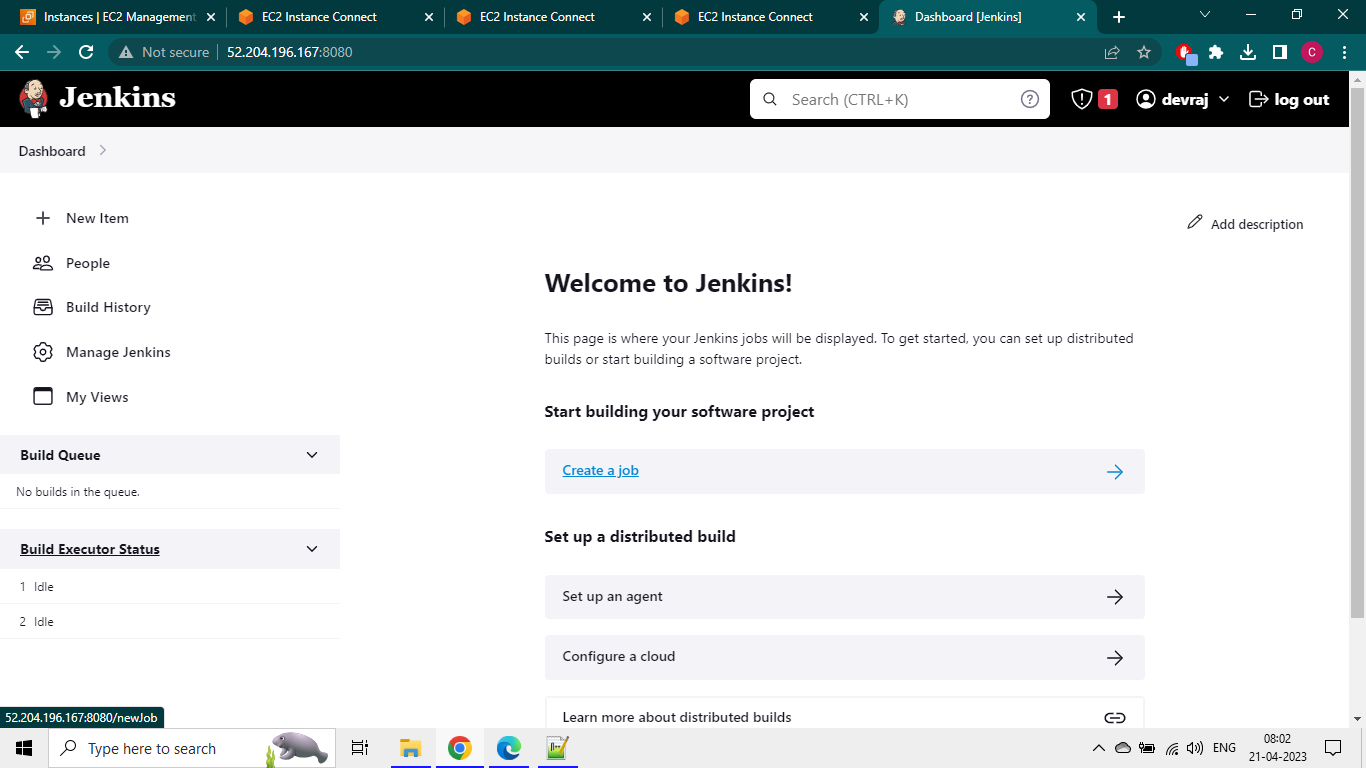 Instances | EC2 Management
EC2 Instance Connect
EC2 Instance Connect
EC2 Instance Connect
Dashboard [Jenkins]
Not secure
52.204.196.167:8080
C
Jenkins
Search (CTRL+K)
1
devraj
log out
Dashboard
New Item
People
Build History
Manage Jenkins
My Views
Build Queue
No builds in the queue.
Build Executor Status
1 Idle
2 Idle
Add description
Welcome to Jenkins!
This page is where your Jenkins jobs will be displayed. To get started, you can set up distributed
builds or start building a software project.
Start building your software project
Create a job
Set up a distributed build
Set up an agent
Configure a cloud
Learn more about distributed builds
52.204.196.167:8080/newJob
Type here to search
ENG
08:02
21-04-2023